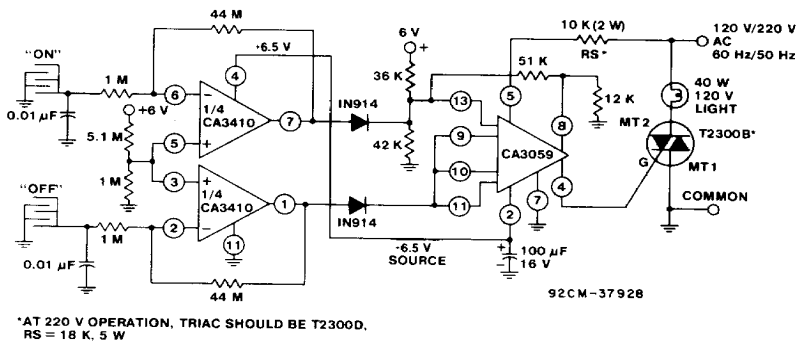 44 M
"ON"
1 M
0.01 µF
+6 V
5.1 M
1 M
6
5
3
2
1/4
CA3410
1/4
CA3410
4
+6.5 V
7
1
11
"OFF"
1 M
0.01 µF
44 M
IN914
IN914
6 V
+
36 K
42 K
13
9
10
11
CA3059
5
8
4
2
7
51 K
12 K
10 K (2 W)
RS*
120 V/220 V
AC
60 Hz/50 Hz
40 W
120 V
LIGHT
MT2
T2300B*
G
MT1
COMMON
-6.5 V
SOURCE
+
100 µF
- 16 V
92CM-37928
*AT 220 V OPERATION, TRIAC SHOULD BE T2300D,
RS = 18 K, 5 W